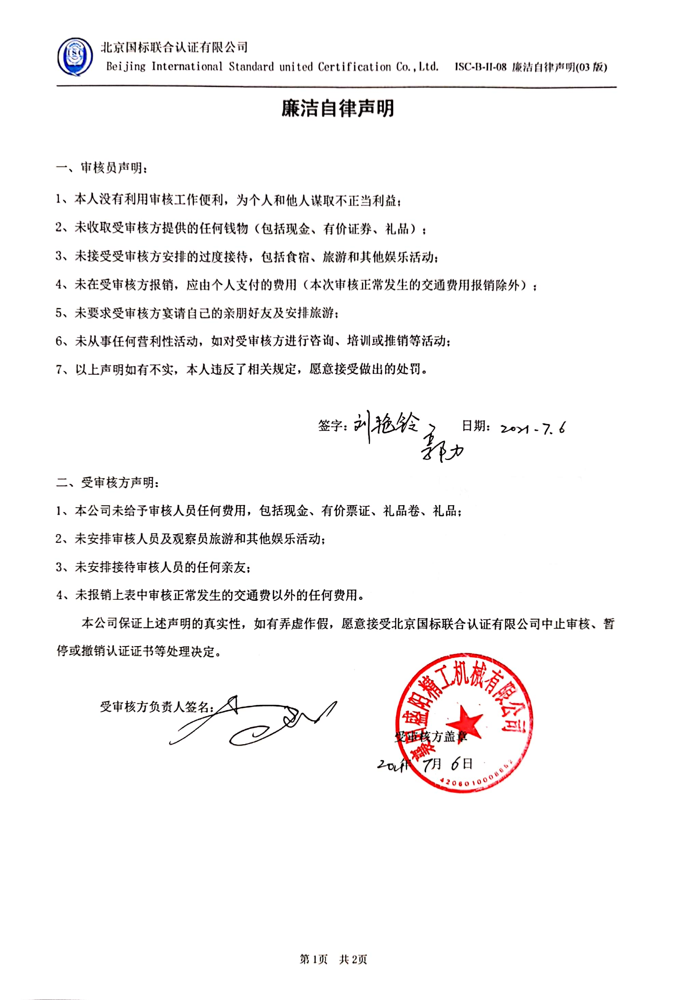 ISC
北京国标联合认证有限公司
Beijing International Standard united Certification Co.,Ltd. ISC-B-II-08 廉洁自律声明(03 版)
廉洁自律声明
一、审核员声明：
1、本人没有利用审核工作便利，为个人和他人谋取不正当利益；
2、未收取受审核方提供的任何钱物（包括现金、有价证券、礼品）；
3、未接受受审核方安排的过度接待，包括食宿、旅游和其他娱乐活动；
4、未在受审核方报销，应由个人支付的费用（本次审核正常发生的交通费用报销除外）；
5、未要求受审核方宴请自己的亲朋好友及安排旅游；
6、未从事任何营利性活动，如对受审核方进行咨询、培训或推销等活动；
7、以上声明如有不实，本人违反了相关规定，愿意接受做出的处罚。
签字：刘艳铃、 日期：2021-7.6
郭力
二、受审核方声明：
1、本公司未给予审核人员任何费用，包括现金、有价票证、礼品卷、礼品；
2、未安排审核人员及观察员旅游和其他娱乐活动；
3、未安排接待审核人员的任何亲友；
4、未报销上表中审核正常发生的交通费以外的任何费用。
本公司保证上述声明的真实性，如有弄虚作假，愿意接受北京国标联合认证有限公司中止审核、暂
停或撤销认证证书等处理决定。
襄阳盛阳精工机械有限公司
受审核方负责人签名：
受审核方盖章
2021年 7月 6日
4206010008652
第1页 共2页